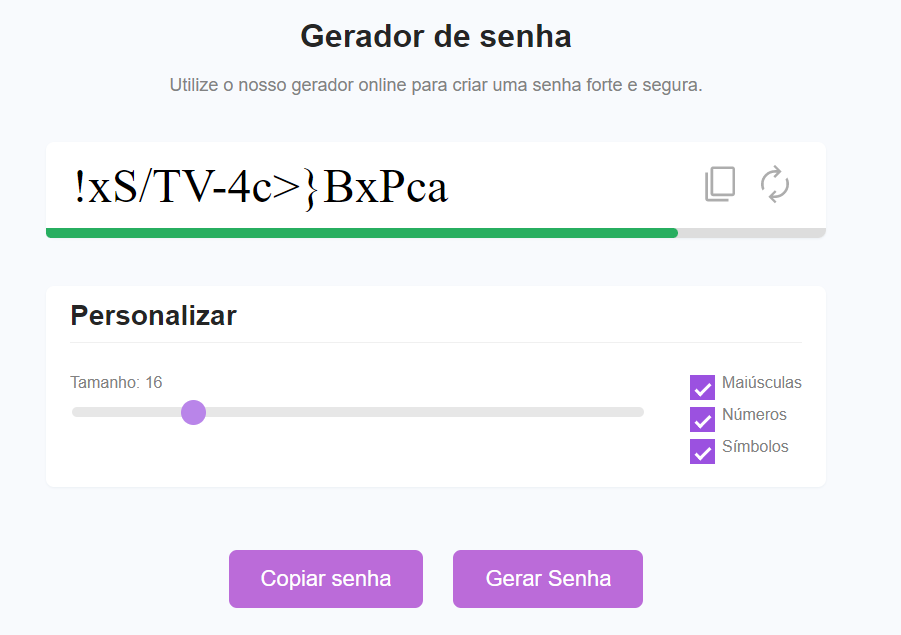 Gerador de senha
Utilize o nosso gerador online para criar uma senha forte e segura.
!xS/TV-4c>}BxPca
Personalizar
Tamanho: 16
Maiúsculas
Números
Símbolos
Copiar senha
Gerar Senha